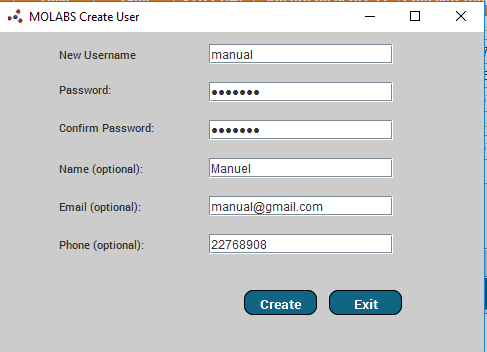 MOLABS Create User
New Username manual
Password: ●●●●●●●
Confirm Password: ●●●●●●●
Name (optional): Manuel
Email (optional): manual@gmail.com
Phone (optional): 22768908
Create Exit